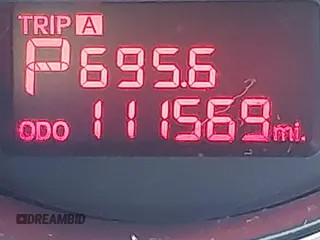 TRIP A
P 695.6
ODO 111569 mi.
DREAMBID